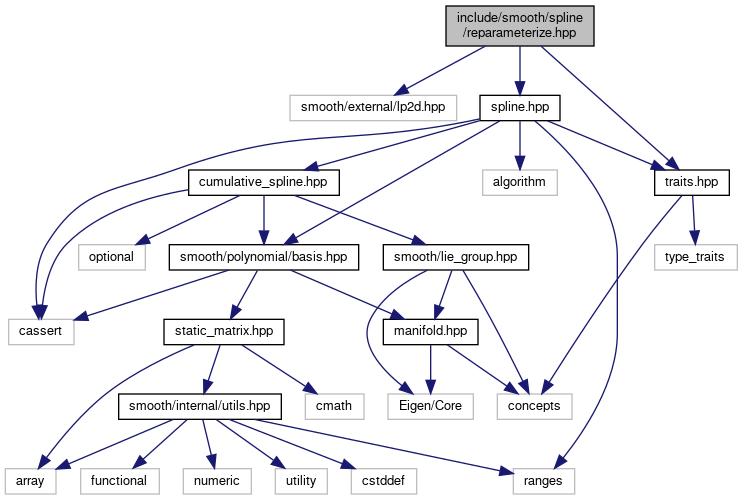 include/smooth/spline
/reparameterize.hpp
smooth/external/lp2d.hpp
spline.hpp
cumulative_spline.hpp
algorithm
traits.hpp
optional
smooth/polynomial/basis.hpp
smooth/lie_group.hpp
type_traits
cassert
static_matrix.hpp
manifold.hpp
smooth/internal/utils.hpp
cmath
Eigen/Core
concepts
array
functional
numeric
utility
cstddef
ranges